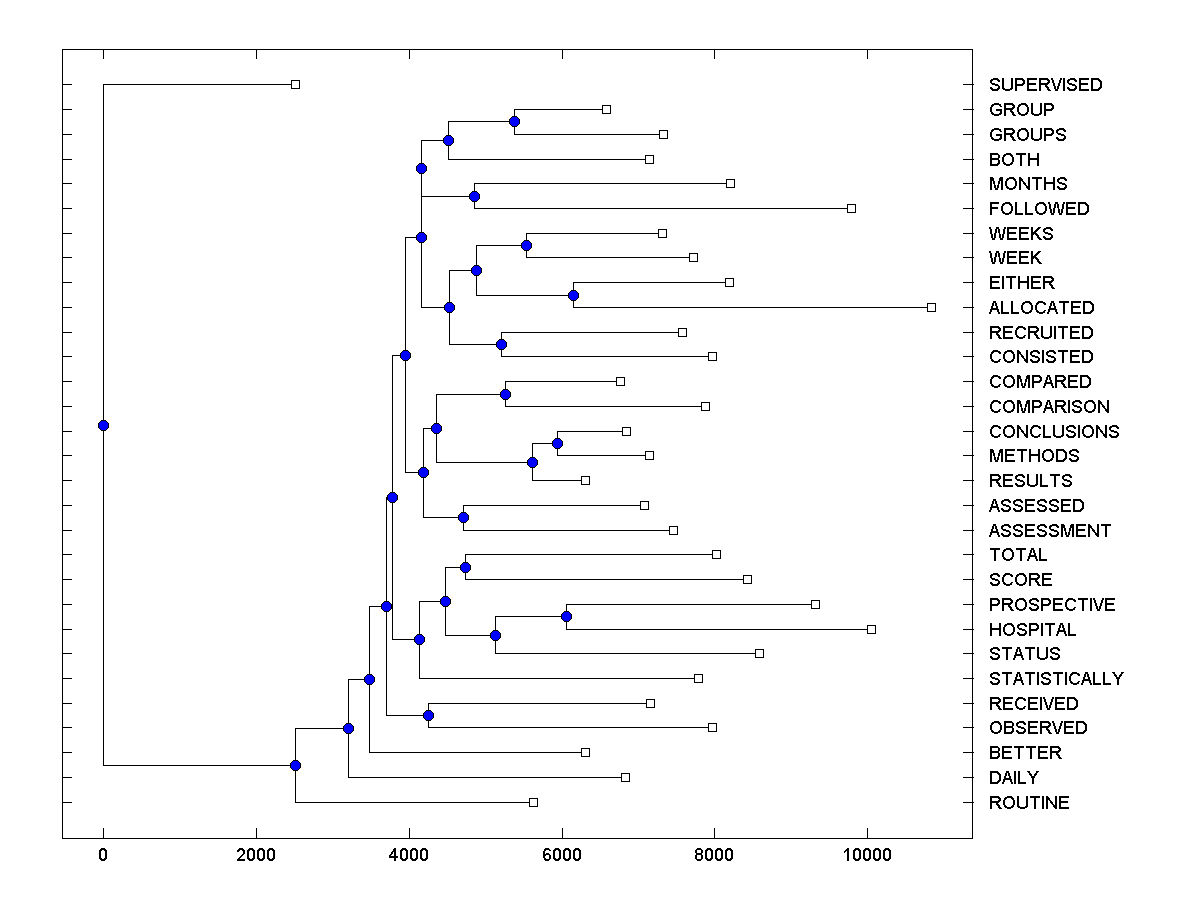 SUPERVISED
GROUP
GROUPS
BOTH
MONTHS
FOLLOWED
WEEKS
WEEK
EITHER
ALLOCATED
RECRUITED
CONSISTED
COMPARED
COMPARISON
CONCLUSIONS
METHODS
RESULTS
ASSESSED
ASSESSMENT
TOTAL
SCORE
PROSPECTIVE
HOSPITAL
STATUS
STATISTICALLY
RECEIVED
OBSERVED
BETTER
DAILY
ROUTINE
0 2000 4000 6000 8000 10000